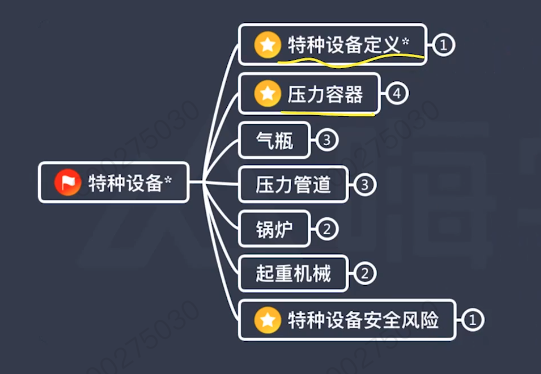 特种设备定义* 1
压力容器 4
气瓶 3
特种设备*
压力管道 3
锅炉 2
起重机械 2
特种设备安全风险 1